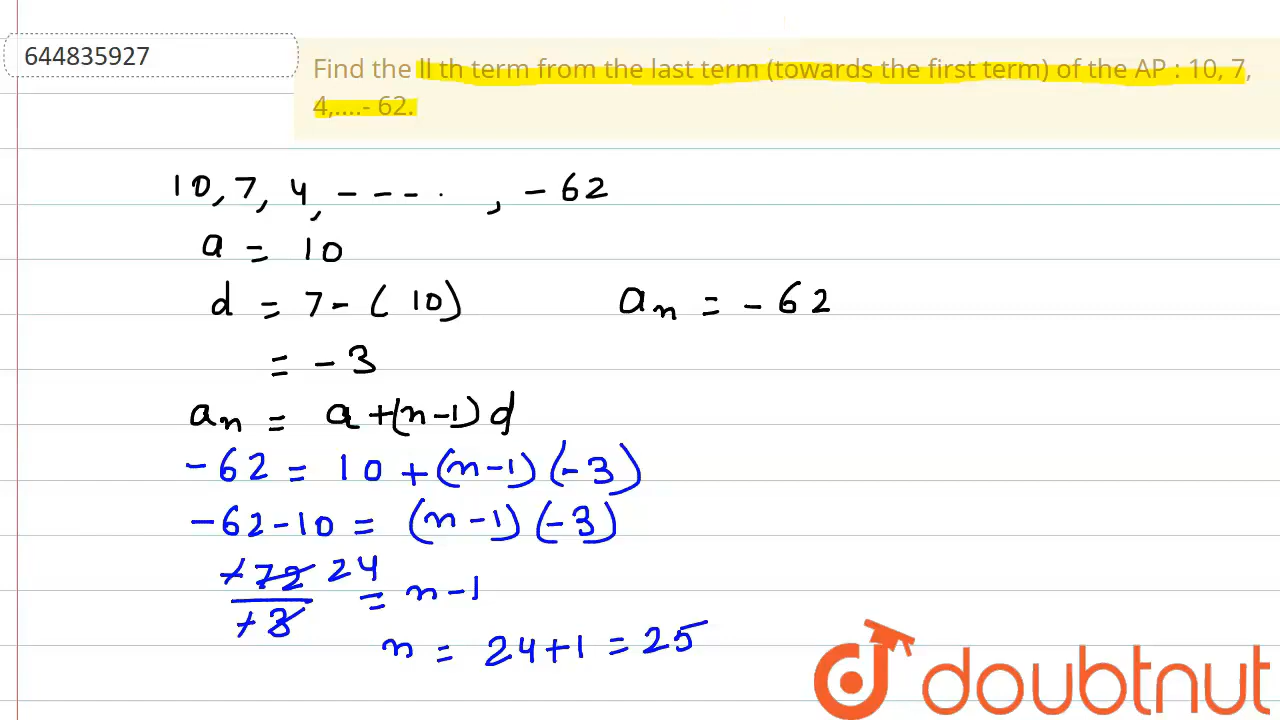 644835927
Find the ll th term from the last term (towards the first term) of the AP : 10, 7,
4,....- 62.
10, 7, 4, - - - . , - 62
a = 10
d = 7 - ( 10) an = - 62
= - 3
an = a +(n-1) d
- 62 = 10 + (n-1) (-3)
- 62 - 10 = (n-1) (-3)
-72/-3 24 = n - 1
n = 24 + 1 = 25
doubtnut